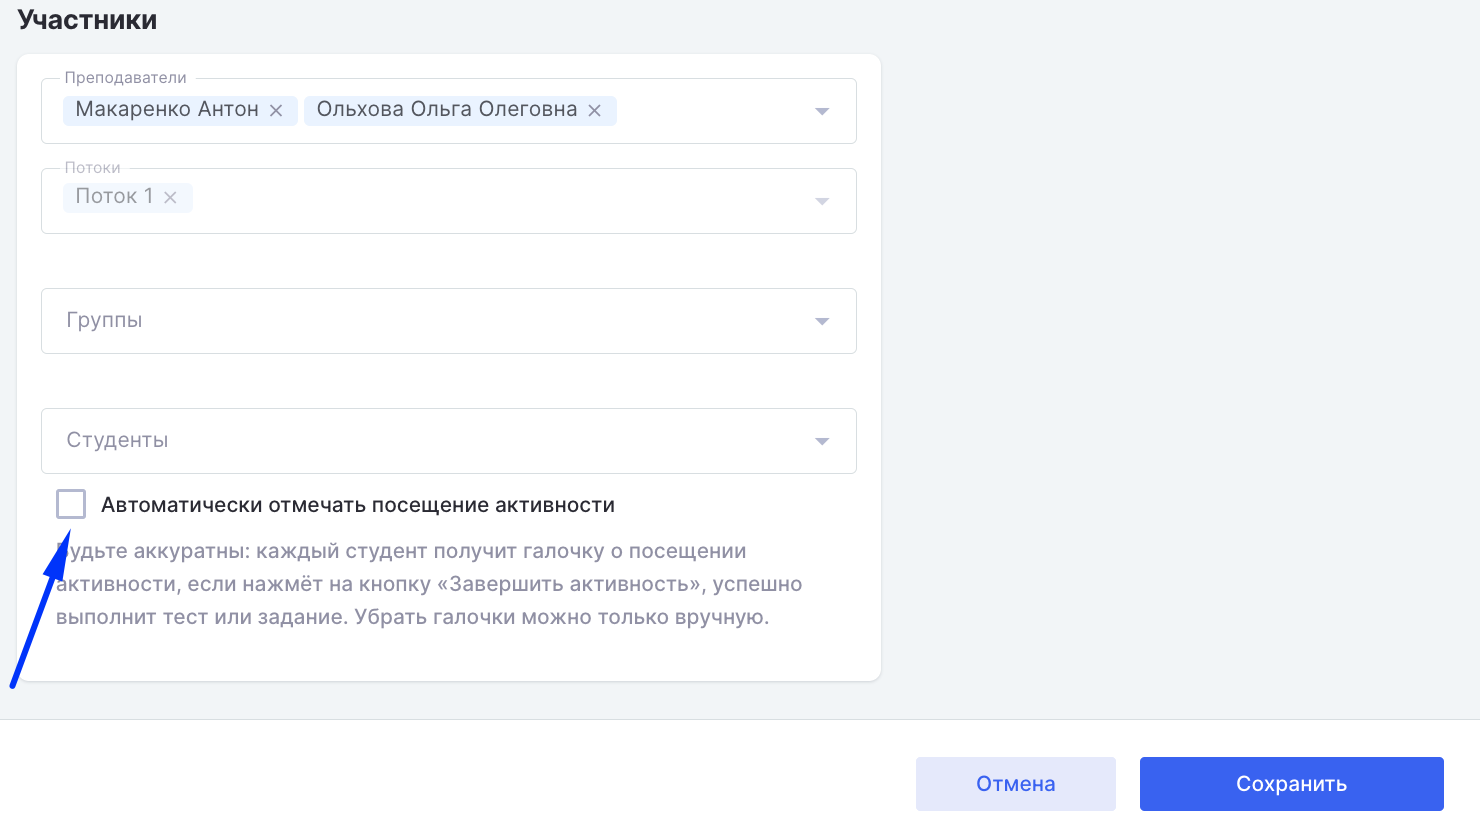 Участники
Преподаватели
Макаренко Антон
Ольхова Ольга Олеговна
Потоки
Поток 1
Группы
Студенты
Автоматически отмечать посещение активности
Будьте аккуратны: каждый студент получит галочку о посещении
активности, если нажмёт на кнопку «Завершить активность», успешно
выполнит тест или задание. Убрать галочки можно только вручную.
Отмена
Сохранить